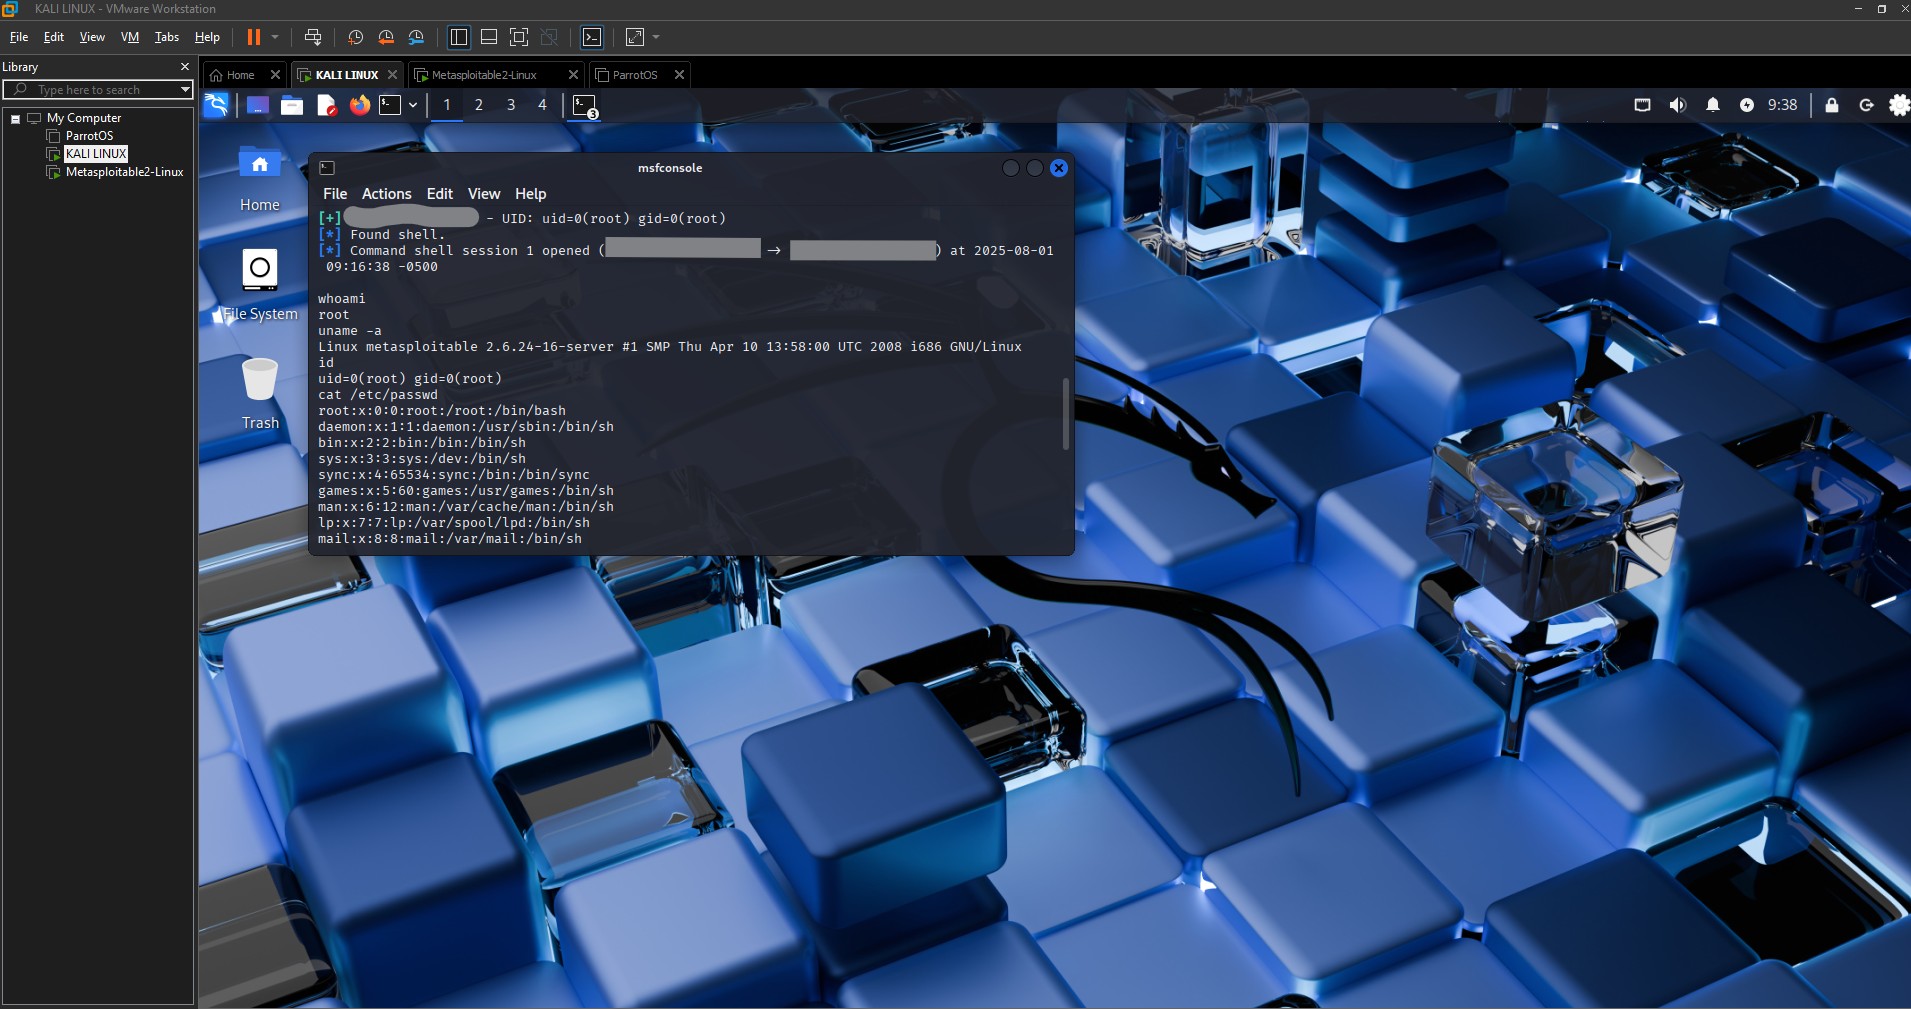 KALI LINUX - VMware Workstation
File Edit View VM Tabs Help
Library
Type here to search
My Computer
ParrotOS
KALI LINUX
Metasploitable2-Linux
Home KALI LINUX Metasploitable2-Linux ParrotOS
1 2 3 4 3 9:38
Home
File System
Trash
msfconsole
File Actions Edit View Help
[+] - UID: uid=0(root) gid=0(root)
[*] Found shell.
[*] Command shell session 1 opened ( → ) at 2025-08-01
09:16:38 -0500
whoami
root
uname -a
Linux metasploitable 2.6.24-16-server #1 SMP Thu Apr 10 13:58:00 UTC 2008 i686 GNU/Linux
id
uid=0(root) gid=0(root)
cat /etc/passwd
root:x:0:0:root:/root:/bin/bash
daemon:x:1:1:daemon:/usr/sbin:/bin/sh
bin:x:2:2:bin:/bin:/bin/sh
sys:x:3:3:sys:/dev:/bin/sh
sync:x:4:65534:sync:/bin:/bin/sync
games:x:5:60:games:/usr/games:/bin/sh
man:x:6:12:man:/var/cache/man:/bin/sh
lp:x:7:7:lp:/var/spool/lpd:/bin/sh
mail:x:8:8:mail:/var/mail:/bin/sh